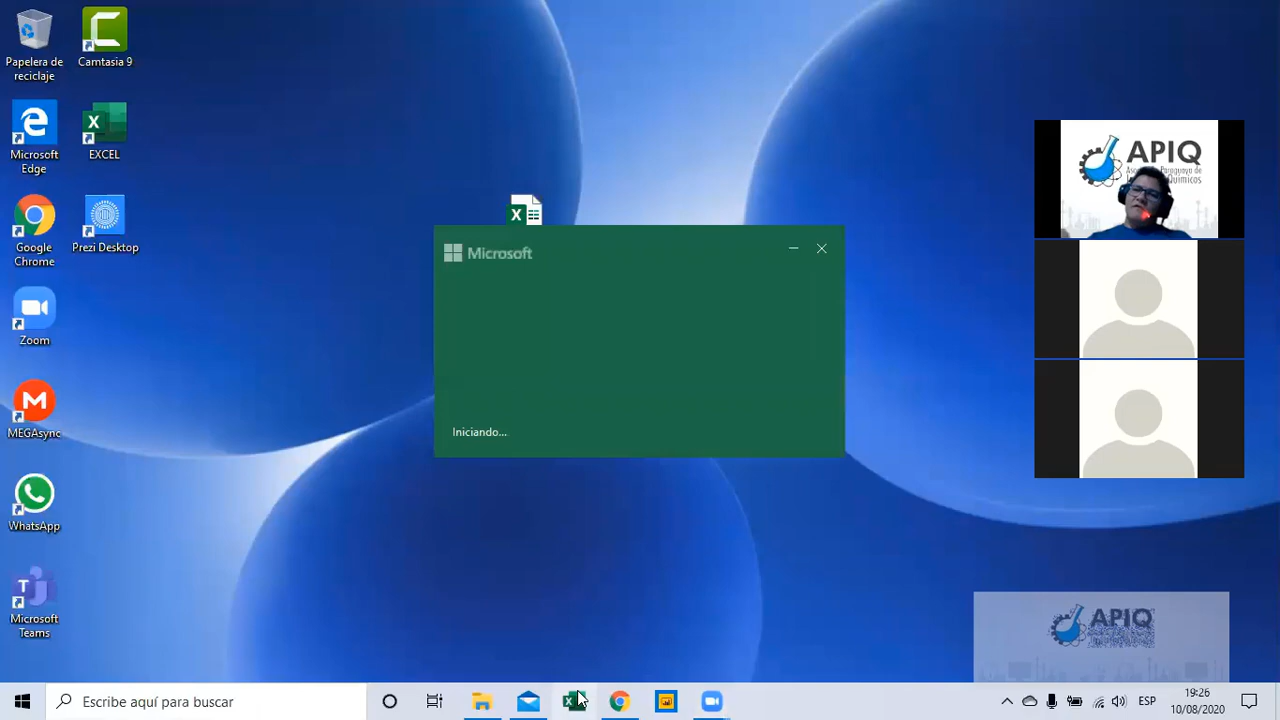 Papelera de
reciclaje
Camtasia 9
Microsoft
Edge
EXCEL
Google
Chrome
Prezi Desktop
Zoom
MEGAsync
WhatsApp
Microsoft
Teams
Microsoft
Iniciando...
APIQ
Químicos
APIQ
Escribe aquí para buscar
ESP
19:26
10/08/2020